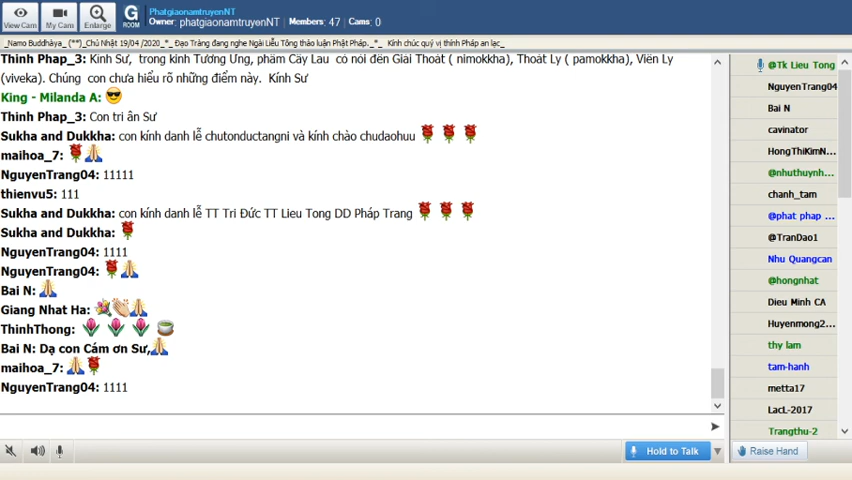 View Cam
My Cam
Enlarge
G
ROOM
PhatgiaonamtruyenNT
Owner: phatgiaonamtruyenNT | Members: 47 | Cams: 0
_Namo Buddhàya_ (**)_Chủ Nhật 19/04 /2020_*_ Đạo Tràng đang nghe Ngài Liễu Tông thảo luận Phật Pháp._*_ Kính chúc quý vị thính Pháp an lạc_
Thinh Phap_3: Kính Sư, trong kinh Tương Ưng, phẩm Cây Lau có nói đến Giải Thoát ( nimokkha), Thoát Ly ( pamokkha), Viễn Ly
(viveka). Chúng con chưa hiểu rõ những điểm này. Kính Sư
King - Milanda A:
Thinh Phap_3: Con tri ân Sư
Sukha and Dukkha: con kính danh lễ chutonductangni và kính chào chudaohuu
maihoa_7:
NguyenTrang04: 11111
thienvu5: 111
Sukha and Dukkha: con kính danh lễ TT Tri Đức TT Lieu Tong DD Pháp Trang
Sukha and Dukkha:
NguyenTrang04: 1111
NguyenTrang04:
Bai N:
Giang Nhat Ha:
ThinhThong:
Bai N: Dạ con Cám ơn Sư,
maihoa_7:
NguyenTrang04: 1111
@Tk Lieu Tong
NguyenTrang04
Bai N
cavinator
HongThiKimN...
@nhuthuynh...
chanh_tam
@phat phap ...
@TranDao1
Nhu Quangcan
@hongnhat
Dieu Minh CA
Huyenmong2...
thy lam
tam-hanh
metta17
LacL-2017
Trangthu-2
Hold to Talk
Raise Hand